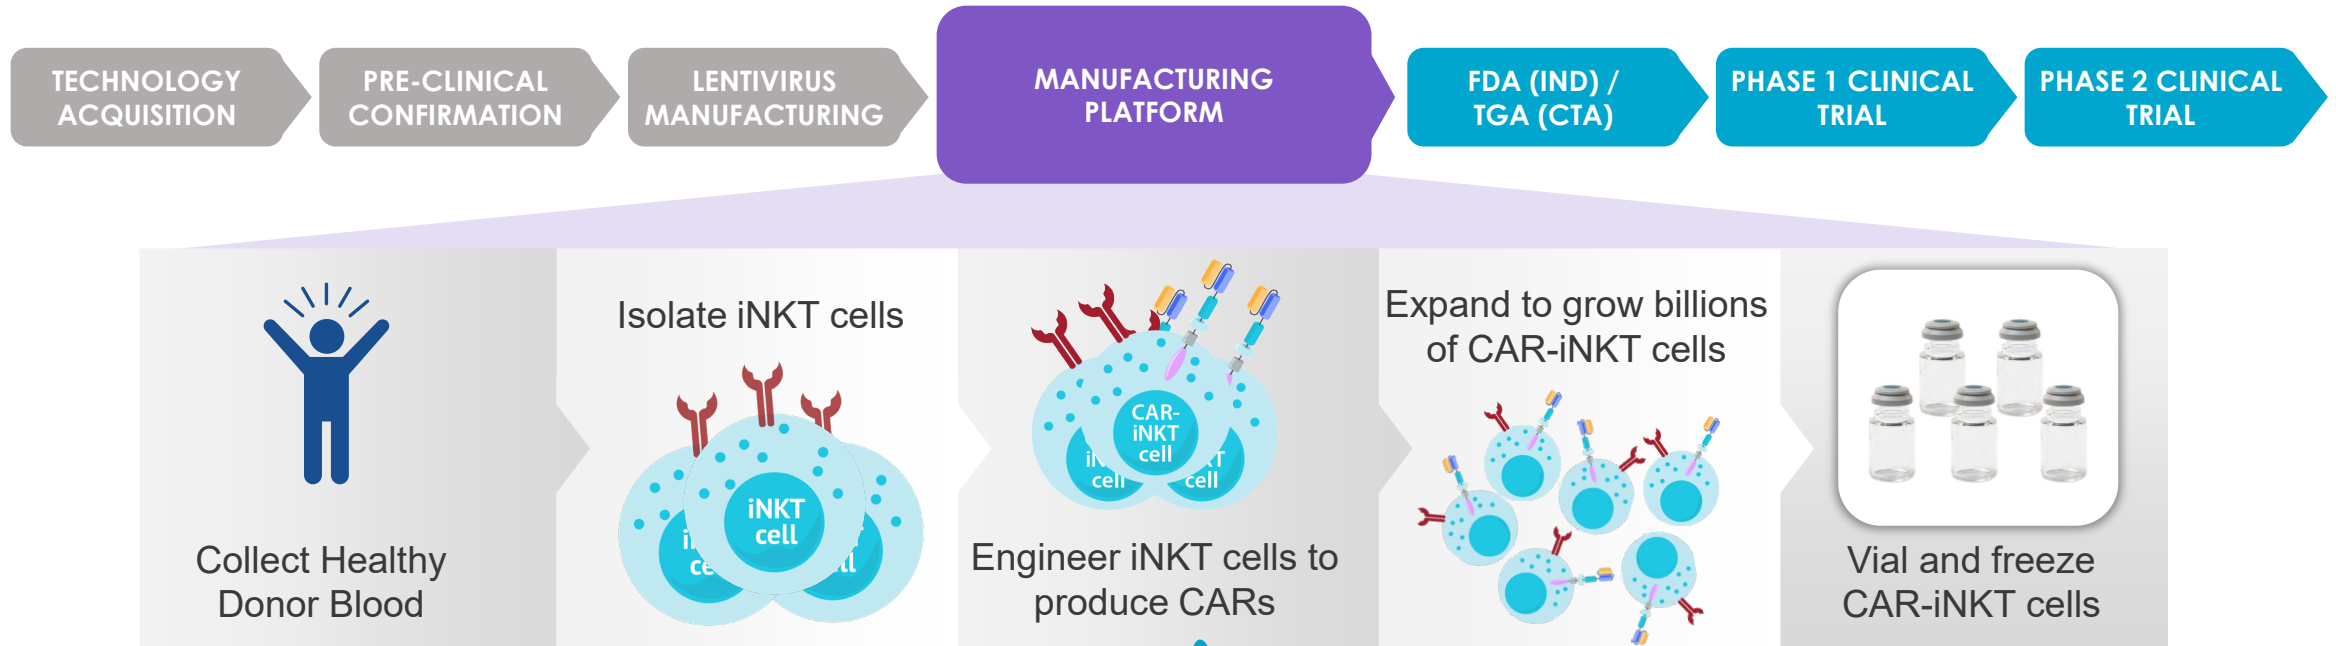 TECHNOLOGY
ACQUISITION
PRE-CLINICAL
CONFIRMATION
LENTIVIRUS
MANUFACTURING
MANUFACTURING
PLATFORM
FDA (IND) /
TGA (CTA)
PHASE 1 CLINICAL
TRIAL
PHASE 2 CLINICAL
TRIAL
Collect Healthy
Donor Blood
Isolate iNKT cells
iNKT
cell
Engineer iNKT cells to
produce CARs
CAR-
iNKT
cell
cell
cell
Expand to grow billions
of CAR-iNKT cells
Vial and freeze
CAR-iNKT cells